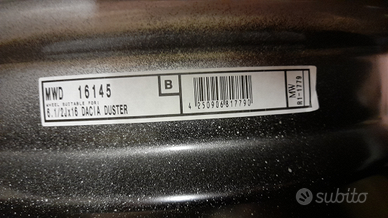 MWD 16145
WHEEL SUITABLE FOR:
6.1/2Jx16 DACIA DUSTER
B
4 250906 817790
MW
R1-1779
subito